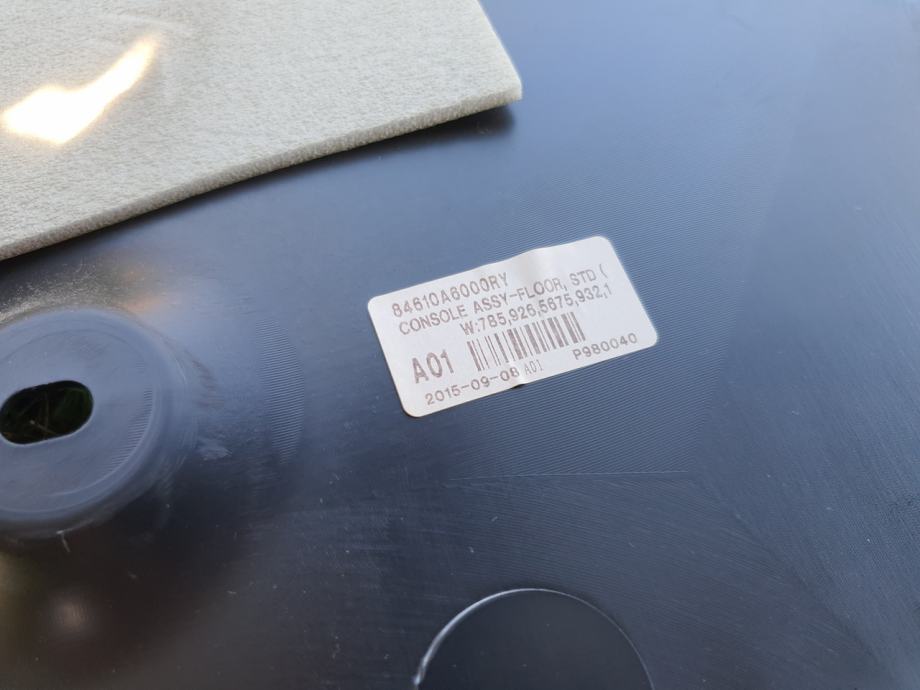 84610A6000RY
CONSOLE ASSY-FLOOR, STD (
W:785,926,5675,932,1
A01
P980040
2015-09-08 A01